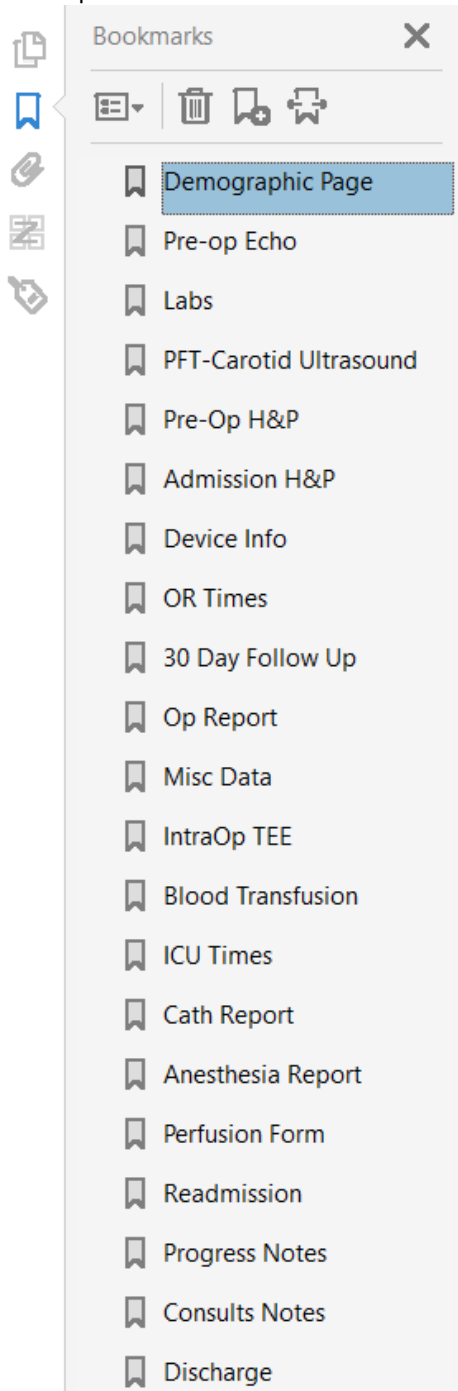 Bookmarks
Demographic Page
Pre-op Echo
Labs
PFT-Carotid Ultrasound
Pre-Op H&P
Admission H&P
Device Info
OR Times
30 Day Follow Up
Op Report
Misc Data
IntraOp TEE
Blood Transfusion
ICU Times
Cath Report
Anesthesia Report
Perfusion Form
Readmission
Progress Notes
Consults Notes
Discharge